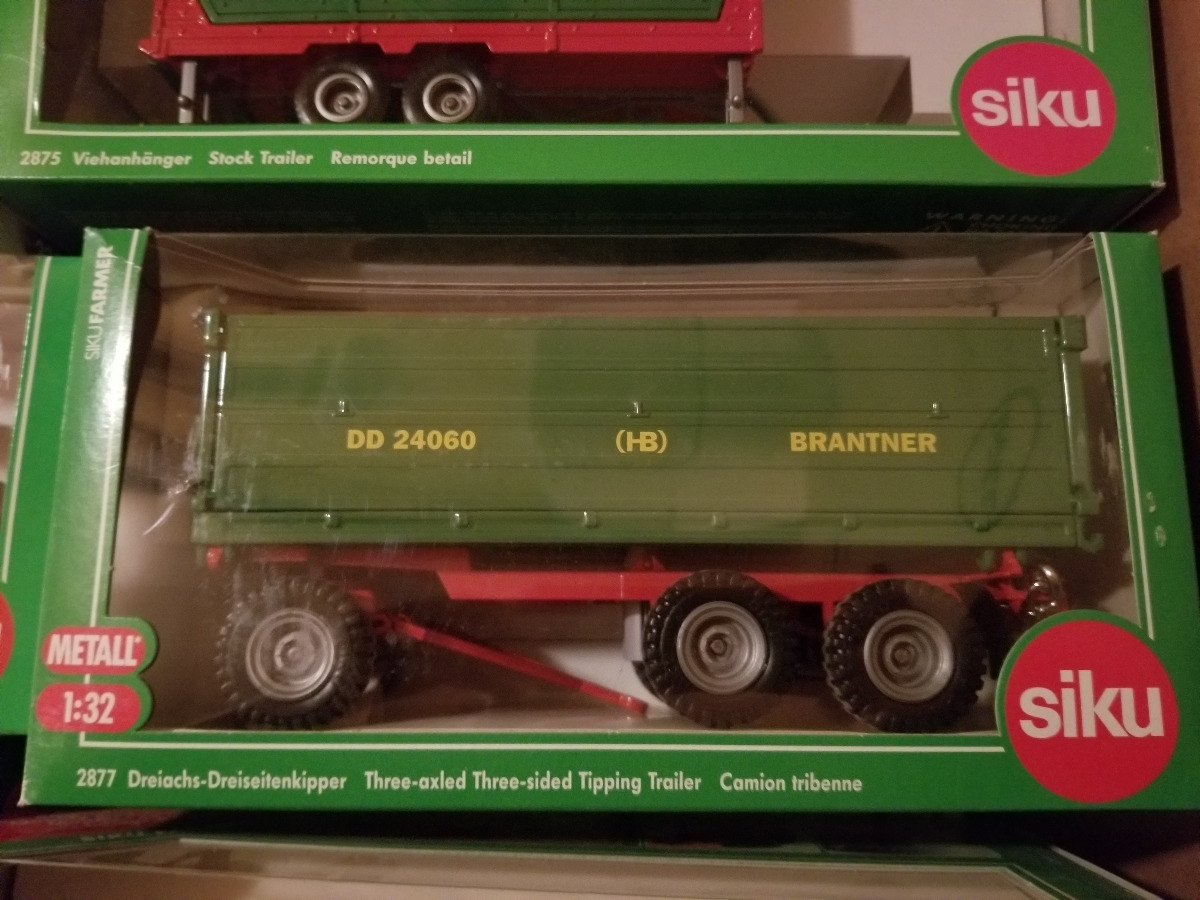 siku
2875 Viehanhänger Stock Trailer Remorque betail
WARNING:
SIKUFARMER
DD 24060 (HB) BRANTNER
METALL®
1:32
siku
2877 Dreiachs-Dreiseitenkipper Three-axled Three-sided Tipping Trailer Camion tribenne